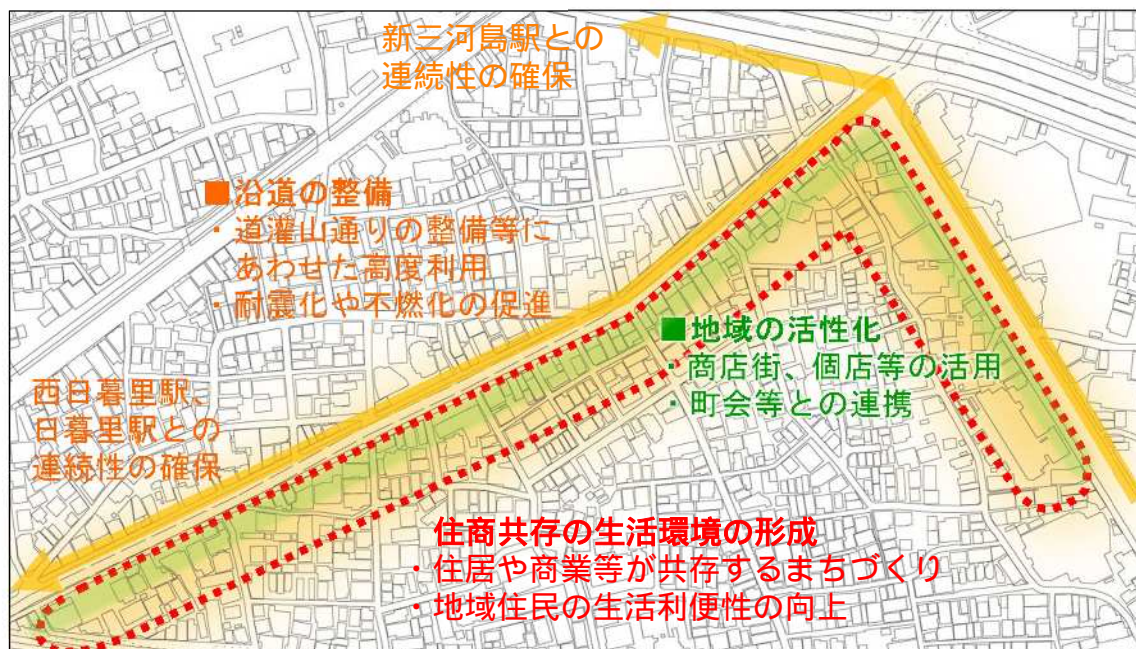 新三河島駅との
連続性の確保
■沿道の整備
・道灌山通りの整備等に
あわせた高度利用
・耐震化や不燃化の促進
■地域の活性化
・商店街、個店等の活用
・町会等との連携
西日暮里駅、
日暮里駅との
連続性の確保
住商共存の生活環境の形成
・住居や商業等が共存するまちづくり
・地域住民の生活利便性の向上